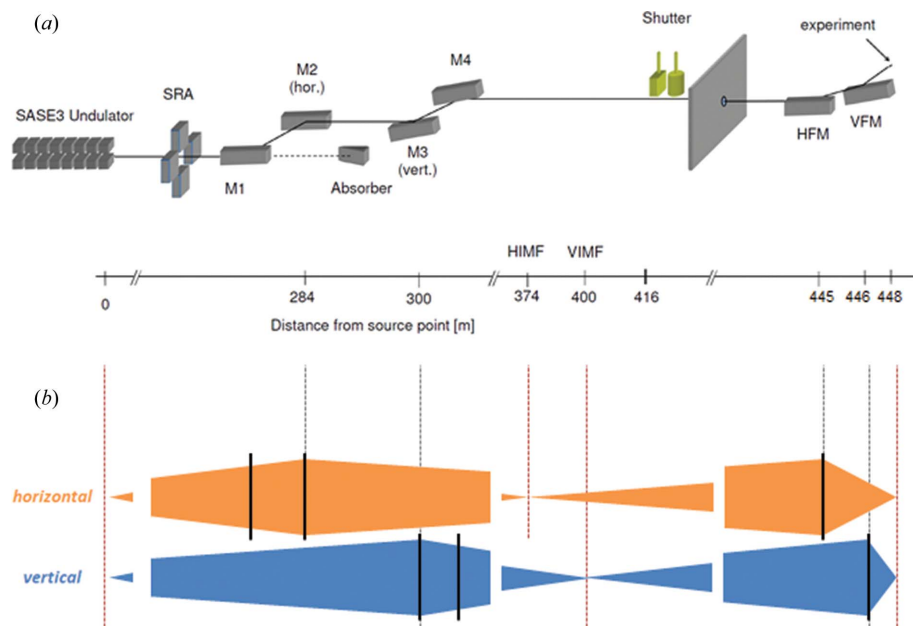 (a)
Shutter
experiment
M4
M2
(hor.)
SRA
SASE3 Undulator
HFM
VFM
M3
(vert.)
M1
Absorber
HIMF
VIMF
0
284
300
374
400
416
445
446
448
Distance from source point [m]
(b)
horizontal
vertical